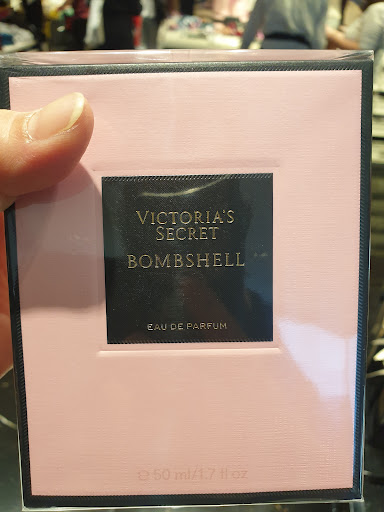 VICTORIA'S
SECRET
BOMBSHELL
EAU DE PARFUM
℮ 50 ml/1.7 fl oz